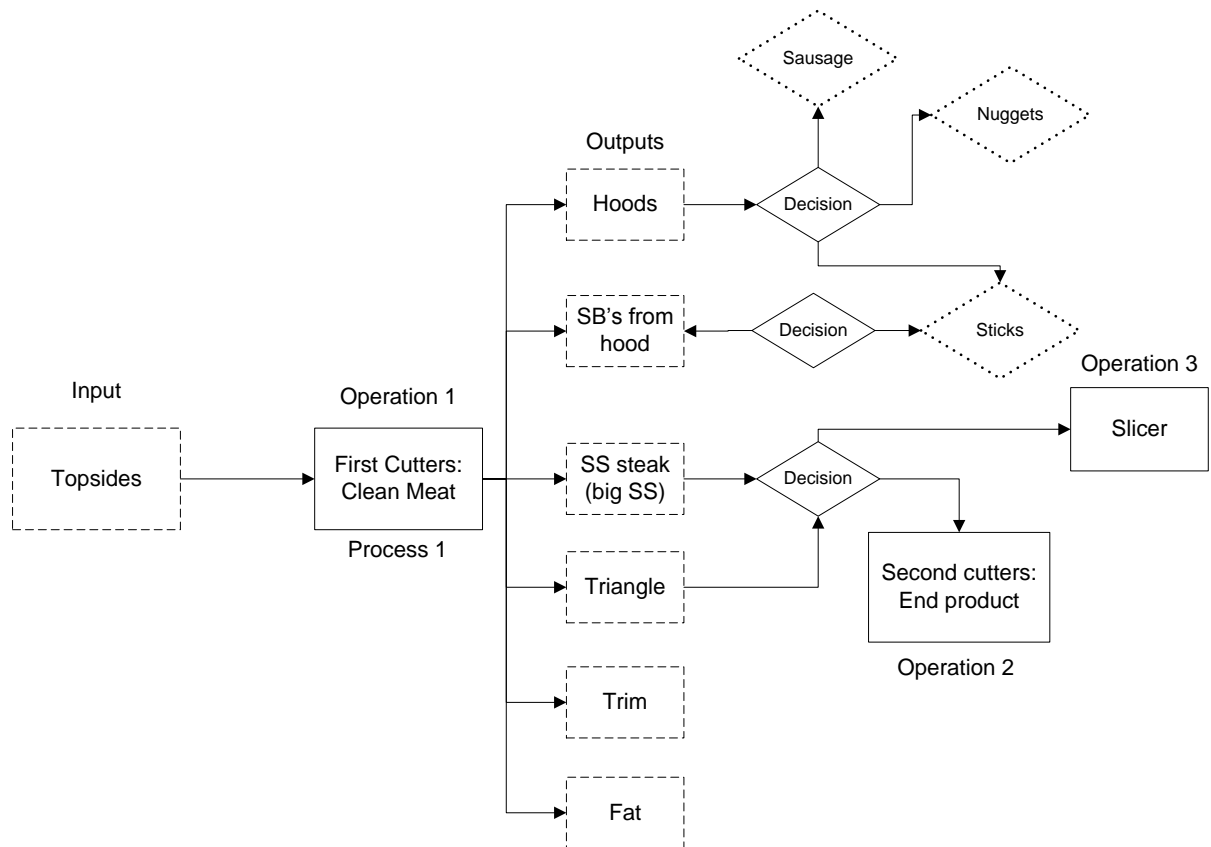 Sausage
Nuggets
Outputs
Hoods
Decision
SB's from
hood
Decision
Sticks
Operation 3
Slicer
Input
Operation 1
Topsides
First Cutters:
Clean Meat
Process 1
SS steak
(big SS)
Decision
Second cutters:
End product
Operation 2
Triangle
Trim
Fat